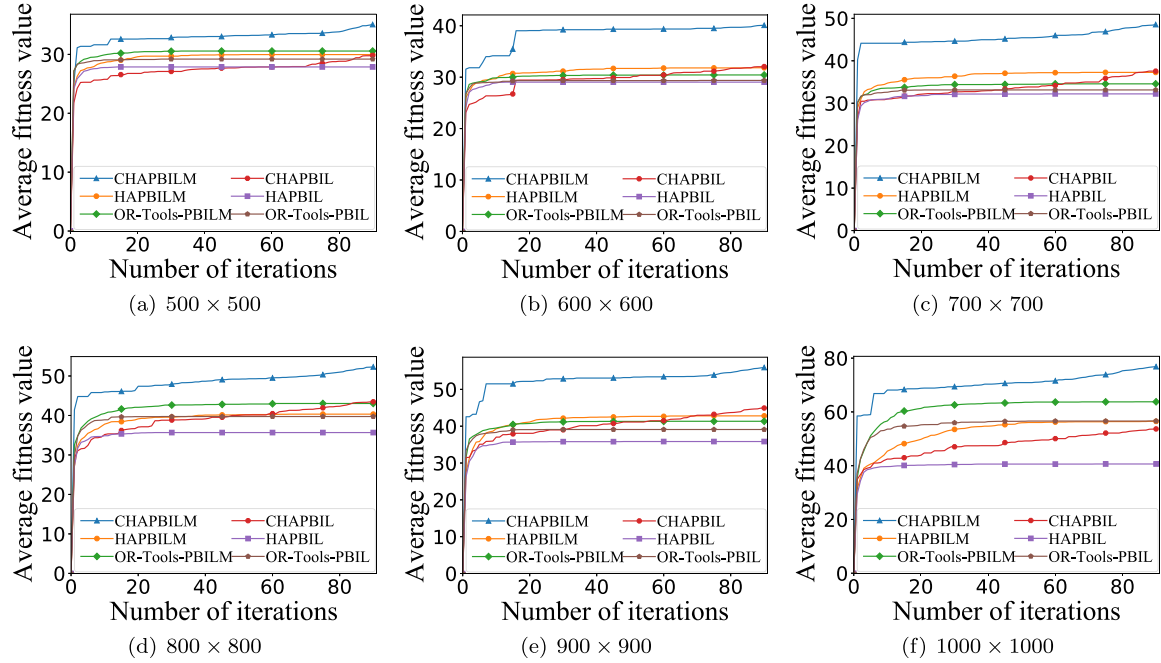 Average fitness value
30
20
10
0
CHAPBILM
CHAPBIL
HAPBILM
HAPBIL
OR-Tools-PBILM
OR-Tools-PBIL
0 20 40 60 80
Number of iterations
(a) 500 × 500
Average fitness value
40
30
20
10
0
CHAPBILM
CHAPBIL
HAPBILM
HAPBIL
OR-Tools-PBILM
OR-Tools-PBIL
0 20 40 60 80
Number of iterations
(b) 600 × 600
Average fitness value
50
40
30
20
10
0
CHAPBILM
CHAPBIL
HAPBILM
HAPBIL
OR-Tools-PBILM
OR-Tools-PBIL
0 20 40 60 80
Number of iterations
(c) 700 × 700
Average fitness value
50
40
30
20
10
0
CHAPBILM
CHAPBIL
HAPBILM
HAPBIL
OR-Tools-PBILM
OR-Tools-PBIL
0 20 40 60 80
Number of iterations
(d) 800 × 800
Average fitness value
50
40
30
20
10
0
CHAPBILM
CHAPBIL
HAPBILM
HAPBIL
OR-Tools-PBILM
OR-Tools-PBIL
0 20 40 60 80
Number of iterations
(e) 900 × 900
Average fitness value
80
60
40
20
0
CHAPBILM
CHAPBIL
HAPBILM
HAPBIL
OR-Tools-PBILM
OR-Tools-PBIL
0 20 40 60 80
Number of iterations
(f) 1000 × 1000